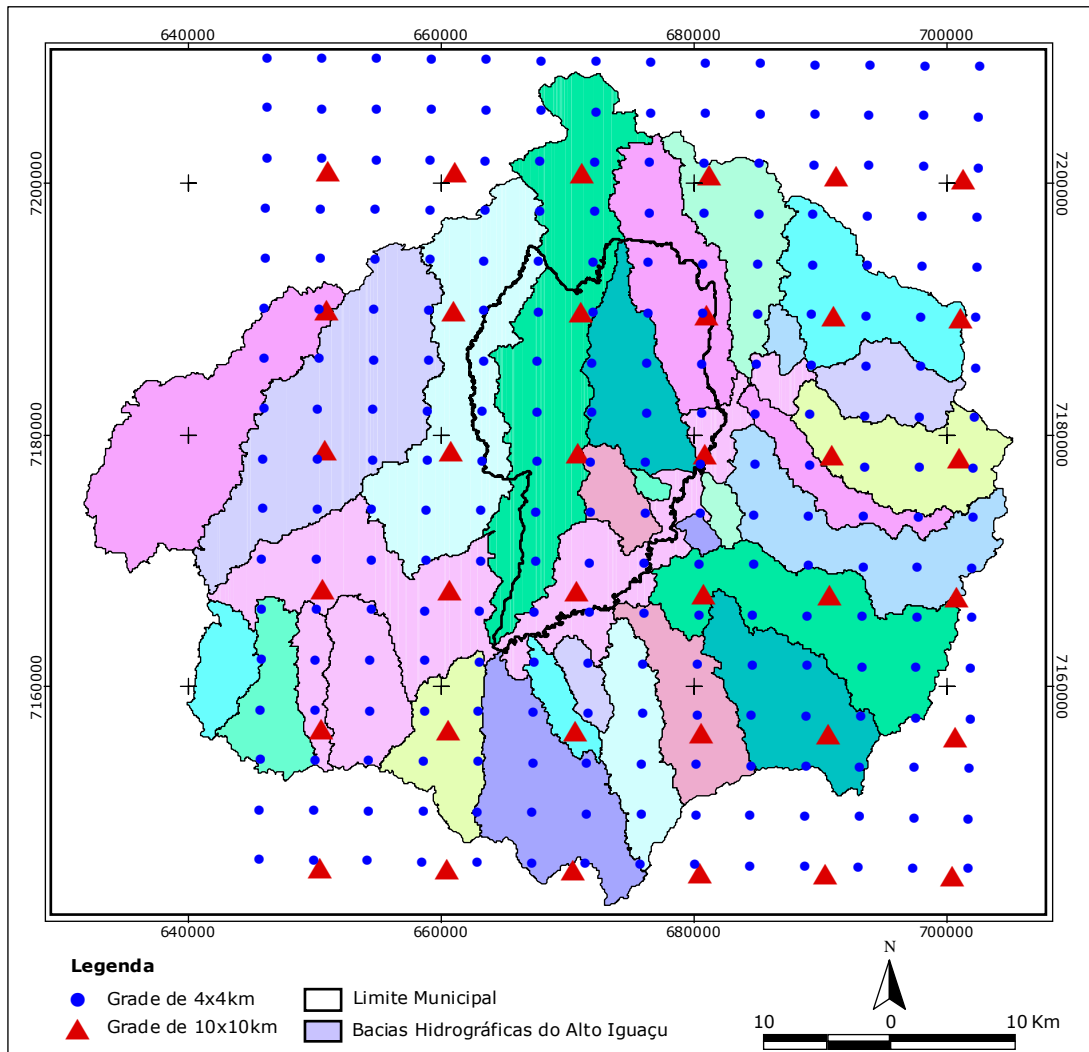 640000 660000 680000 700000
7200000 7200000
7180000 7180000
7160000 7160000
640000 660000 680000 700000
Legenda
Grade de 4x4km
Grade de 10x10km
Limite Municipal
Bacias Hidrográficas do Alto Iguaçu
N
10 0 10 Km